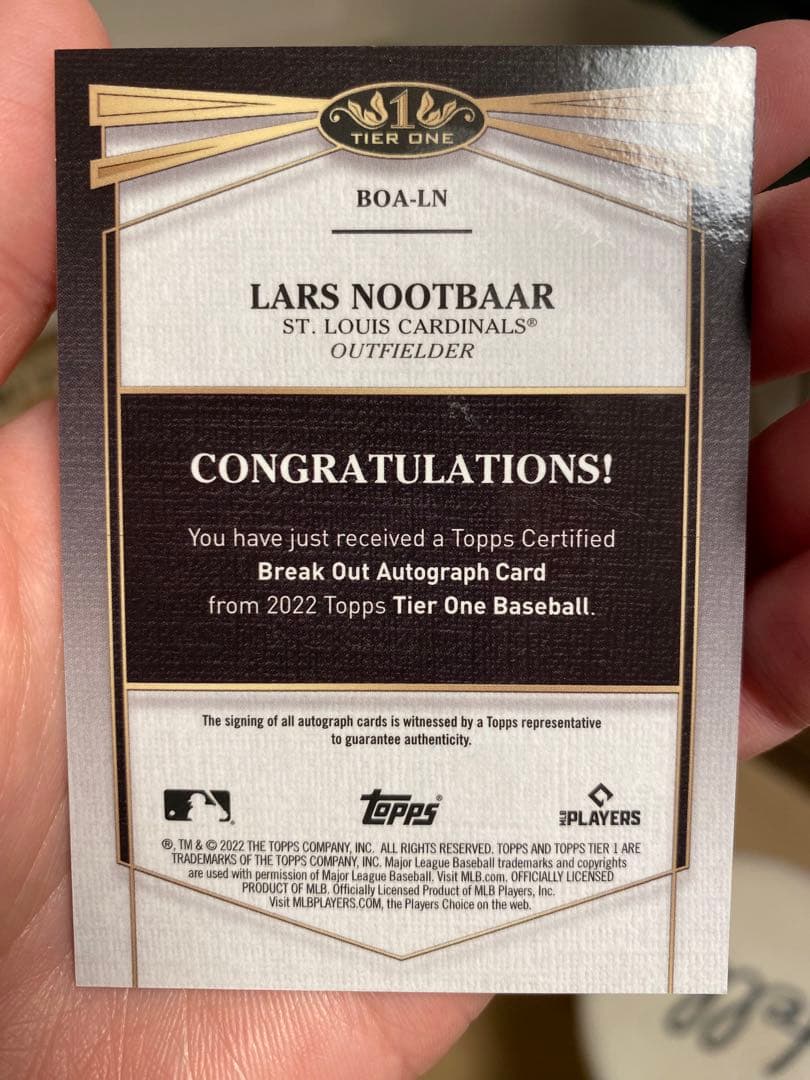 1
TIER ONE
BOA-LN
LARS NOOTBAAR
ST. LOUIS CARDINALS®
OUTFIELDER
CONGRATULATIONS!
You have just received a Topps Certified
Break Out Autograph Card
from 2022 Topps Tier One Baseball.
The signing of all autograph cards is witnessed by a Topps representative
to guarantee authenticity.
Topps®
MLB PLAYERS
®, TM & © 2022 THE TOPPS COMPANY, INC. ALL RIGHTS RESERVED. TOPPS AND TOPPS TIER 1 ARE
TRADEMARKS OF THE TOPPS COMPANY, INC. Major League Baseball trademarks and copyrights
are used with permission of Major League Baseball. Visit MLB.com. OFFICIALLY LICENSED
PRODUCT OF MLB. Officially Licensed Product of MLB Players, Inc.
Visit MLBPLAYERS.COM, the Players Choice on the web.